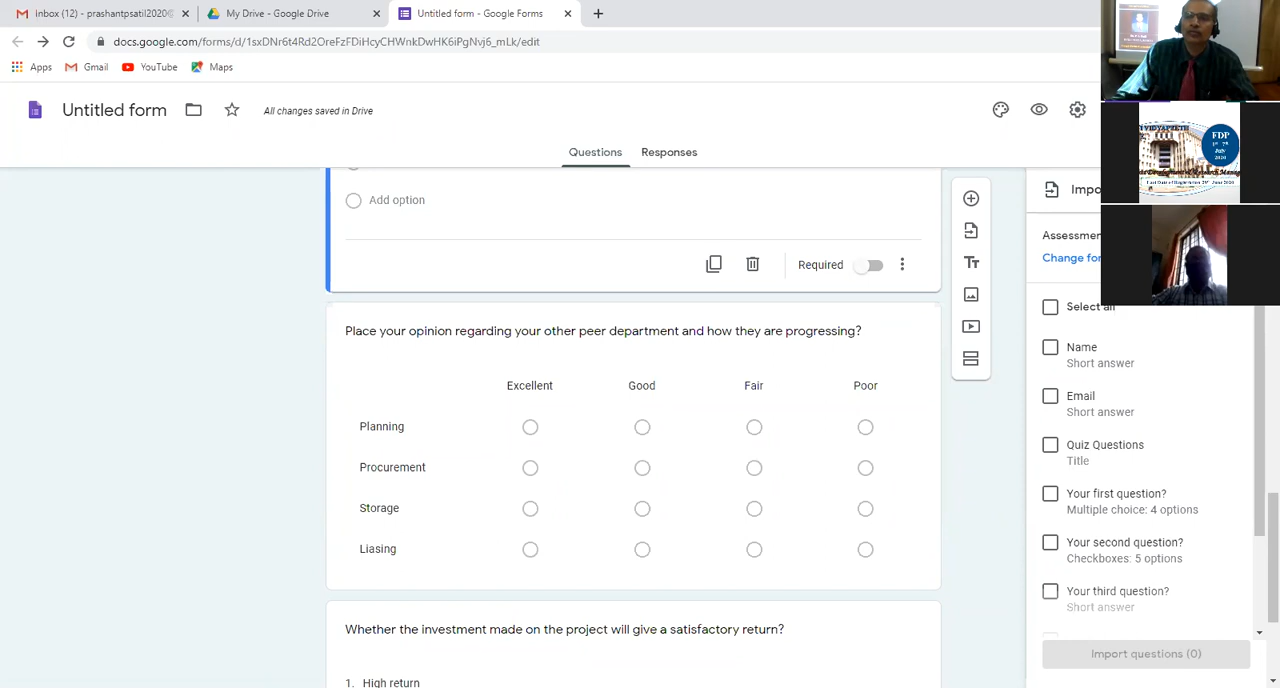 Inbox (12) - prashantpsatil2020@
My Drive - Google Drive
Untitled form - Google Forms
docs.google.com/forms/d/1sxDNr6t4Rd2OreFzFDiHcyCHWnkDwHK6iPgNvj6_mLk/edit
Apps Gmail YouTube Maps
Untitled form All changes saved in Drive
Questions Responses
Add option
Required
Place your opinion regarding your other peer department and how they are progressing?
Excellent Good Fair Poor
Planning
Procurement
Storage
Liasing
Whether the investment made on the project will give a satisfactory return?
1. High return
Tт
Impo
Assessmen
Change for
Select all
Name
Short answer
Email
Short answer
Quiz Questions
Title
Your first question?
Multiple choice: 4 options
Your second question?
Checkboxes: 5 options
Your third question?
Short answer
Import questions (0)
FDP
July